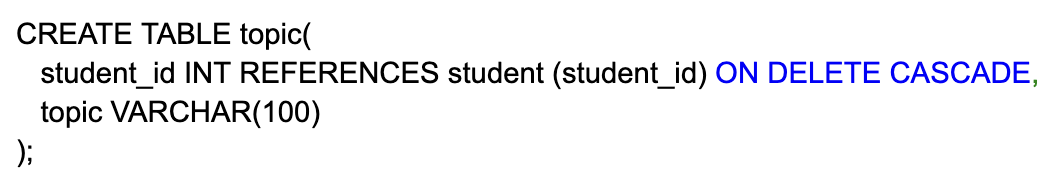 CREATE TABLE topic(
student_id INT REFERENCES student (student_id) ON DELETE CASCADE,
topic VARCHAR(100)
);